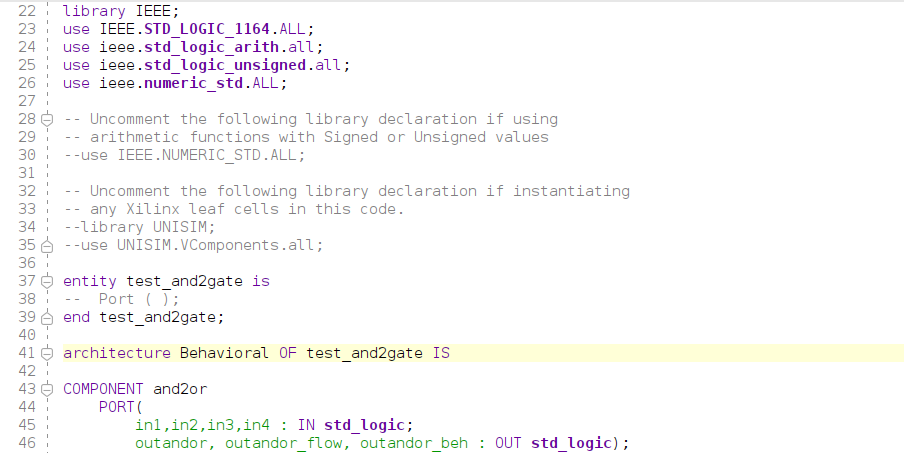 22 library IEEE;
23 use IEEE.STD_LOGIC_1164.ALL;
24 use ieee.std_logic_arith.all;
25 use ieee.std_logic_unsigned.all;
26 use ieee.numeric_std.ALL;
27
28 -- Uncomment the following library declaration if using
29 -- arithmetic functions with Signed or Unsigned values
30 --use IEEE.NUMERIC_STD.ALL;
31
32 -- Uncomment the following library declaration if instantiating
33 -- any Xilinx leaf cells in this code.
34 --library UNISIM;
35 --use UNISIM.VComponents.all;
36
37 entity test_and2gate is
38 --  Port ( );
39 end test_and2gate;
40
41 architecture Behavioral OF test_and2gate IS
42
43 COMPONENT and2or
44     PORT(
45         in1,in2,in3,in4 : IN std_logic;
46         outandor, outandor_flow, outandor_beh : OUT std_logic);